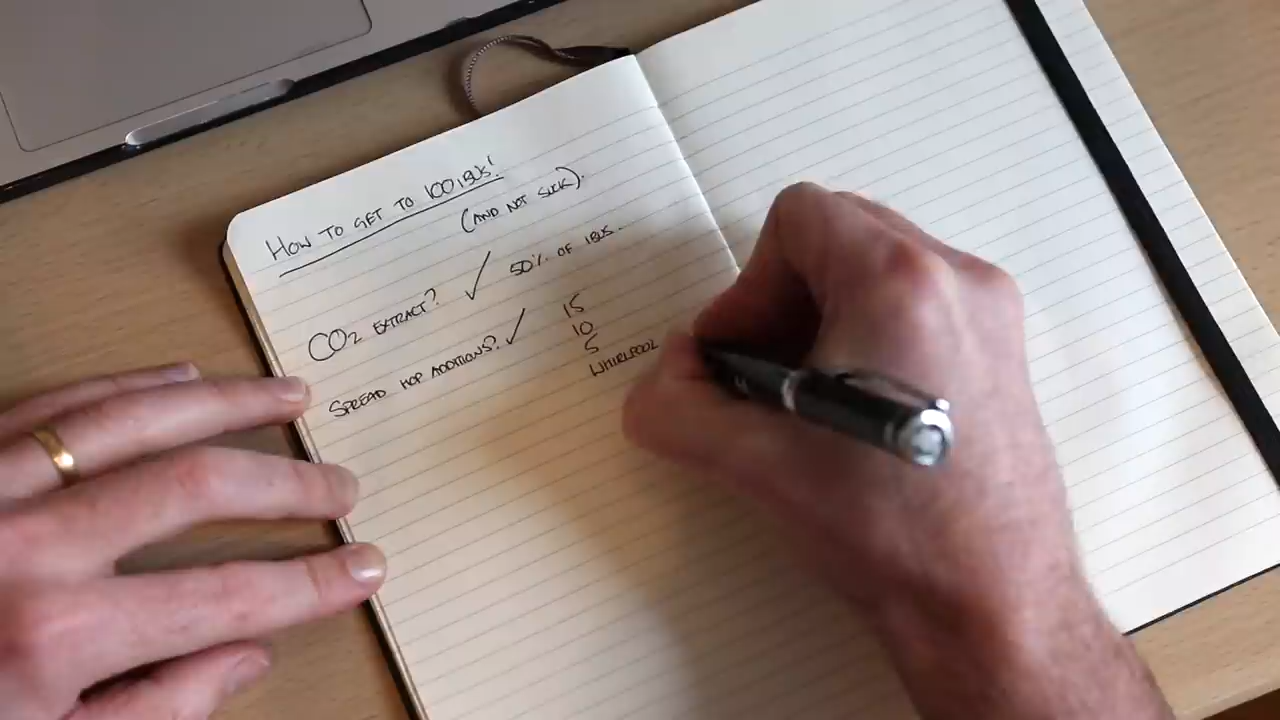 HOW TO GET TO 100 IBUS!
(AND NOT SUCK).
CO2 EXTRACT? ✓ 50% OF IBUS.
SPREAD HOP ADDITIONS? ✓ 15
10
5
WHIRLPOOL